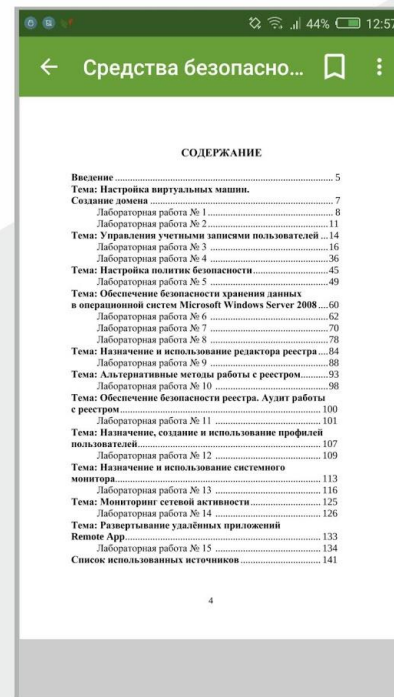 44% 12:57
Средства безопасно...
СОДЕРЖАНИЕ
Введение ..... 5
Тема: Настройка виртуальных машин.
Создание домена ..... 7
Лабораторная работа № 1 ..... 8
Лабораторная работа № 2 ..... 11
Тема: Управления учетными записями пользователей ... 14
Лабораторная работа № 3 ..... 16
Лабораторная работа № 4 ..... 36
Тема: Настройка политик безопасности ..... 45
Лабораторная работа № 5 ..... 49
Тема: Обеспечение безопасности хранения данных
в операционной систем Microsoft Windows Server 2008 .... 60
Лабораторная работа № 6 ..... 62
Лабораторная работа № 7 ..... 70
Лабораторная работа № 8 ..... 78
Тема: Назначение и использование редактора реестра .... 84
Лабораторная работа № 9 ..... 88
Тема: Альтернативные методы работы с реестром ..... 93
Лабораторная работа № 10 ..... 98
Тема: Обеспечение безопасности реестра. Аудит работы
с реестром ..... 100
Лабораторная работа № 11 ..... 101
Тема: Назначение, создание и использование профилей
пользователей ..... 107
Лабораторная работа № 12 ..... 109
Тема: Назначение и использование системного
монитора ..... 113
Лабораторная работа № 13 ..... 116
Тема: Мониторинг сетевой активности ..... 125
Лабораторная работа № 14 ..... 126
Тема: Развертывание удалённых приложений
Remote App ..... 133
Лабораторная работа № 15 ..... 134
Список использованных источников ..... 141
4